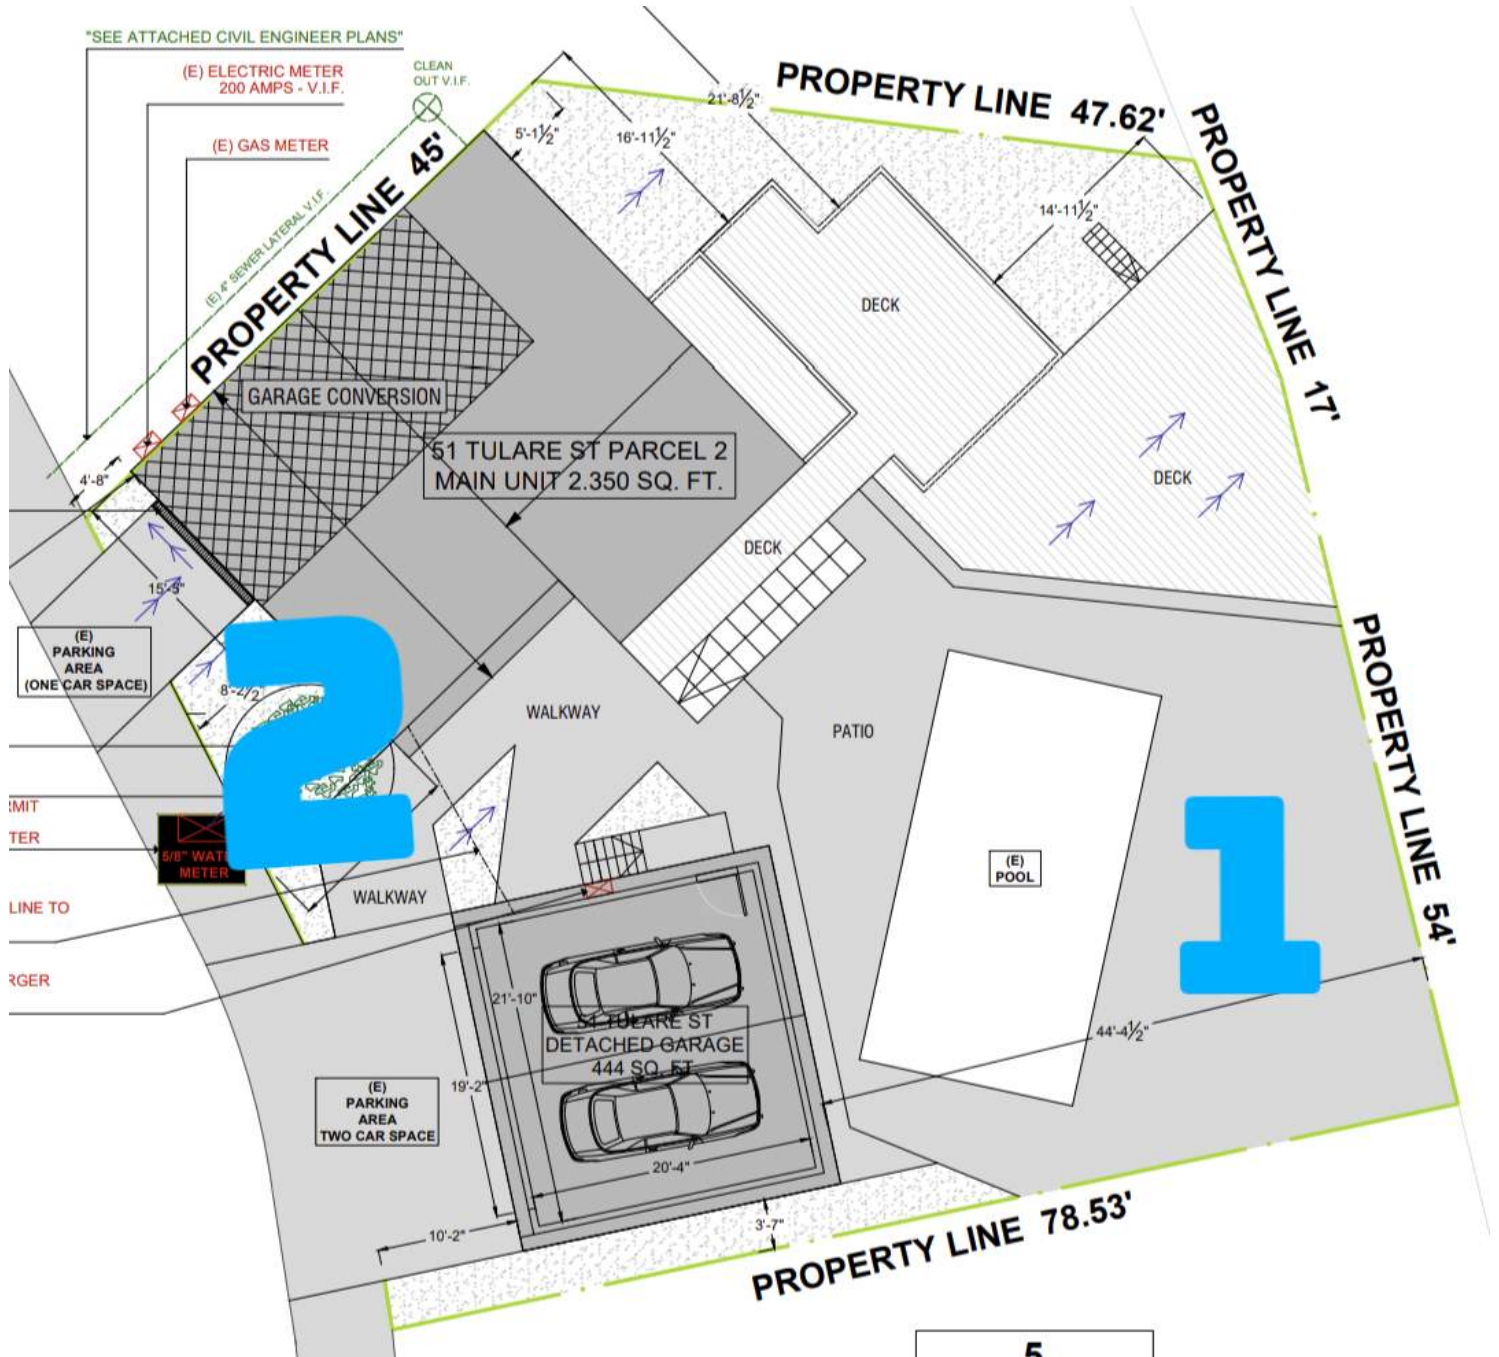 "SEE ATTACHED CIVIL ENGINEER PLANS"
(E) ELECTRIC METER
200 AMPS - V.I.F.
CLEAN
OUT V.I.F.
(E) GAS METER
(E) 4" SEWER LATERAL V.I.F.
PROPERTY LINE 45'
5'-1½"
16'-11½"
21'-8½"
PROPERTY LINE 47.62'
14'-11½"
PROPERTY LINE 17'
DECK
GARAGE CONVERSION
51 TULARE ST PARCEL 2
MAIN UNIT 2.350 SQ. FT.
4'-8"
DECK
DECK
15'-5"
(E)
PARKING
AREA
(ONE CAR SPACE)
2
WALKWAY
PATIO
PROPERTY LINE 54'
RMIT
TER
5/8" WAT
METER
WALKWAY
(E)
POOL
1
LINE TO
RGER
21'-10"
51 TULARE ST
DETACHED GARAGE
444 SQ. FT
44'-4½"
19'-2"
(E)
PARKING
AREA
TWO CAR SPACE
20'-4"
10'-2"
3'-7"
PROPERTY LINE 78.53'
5